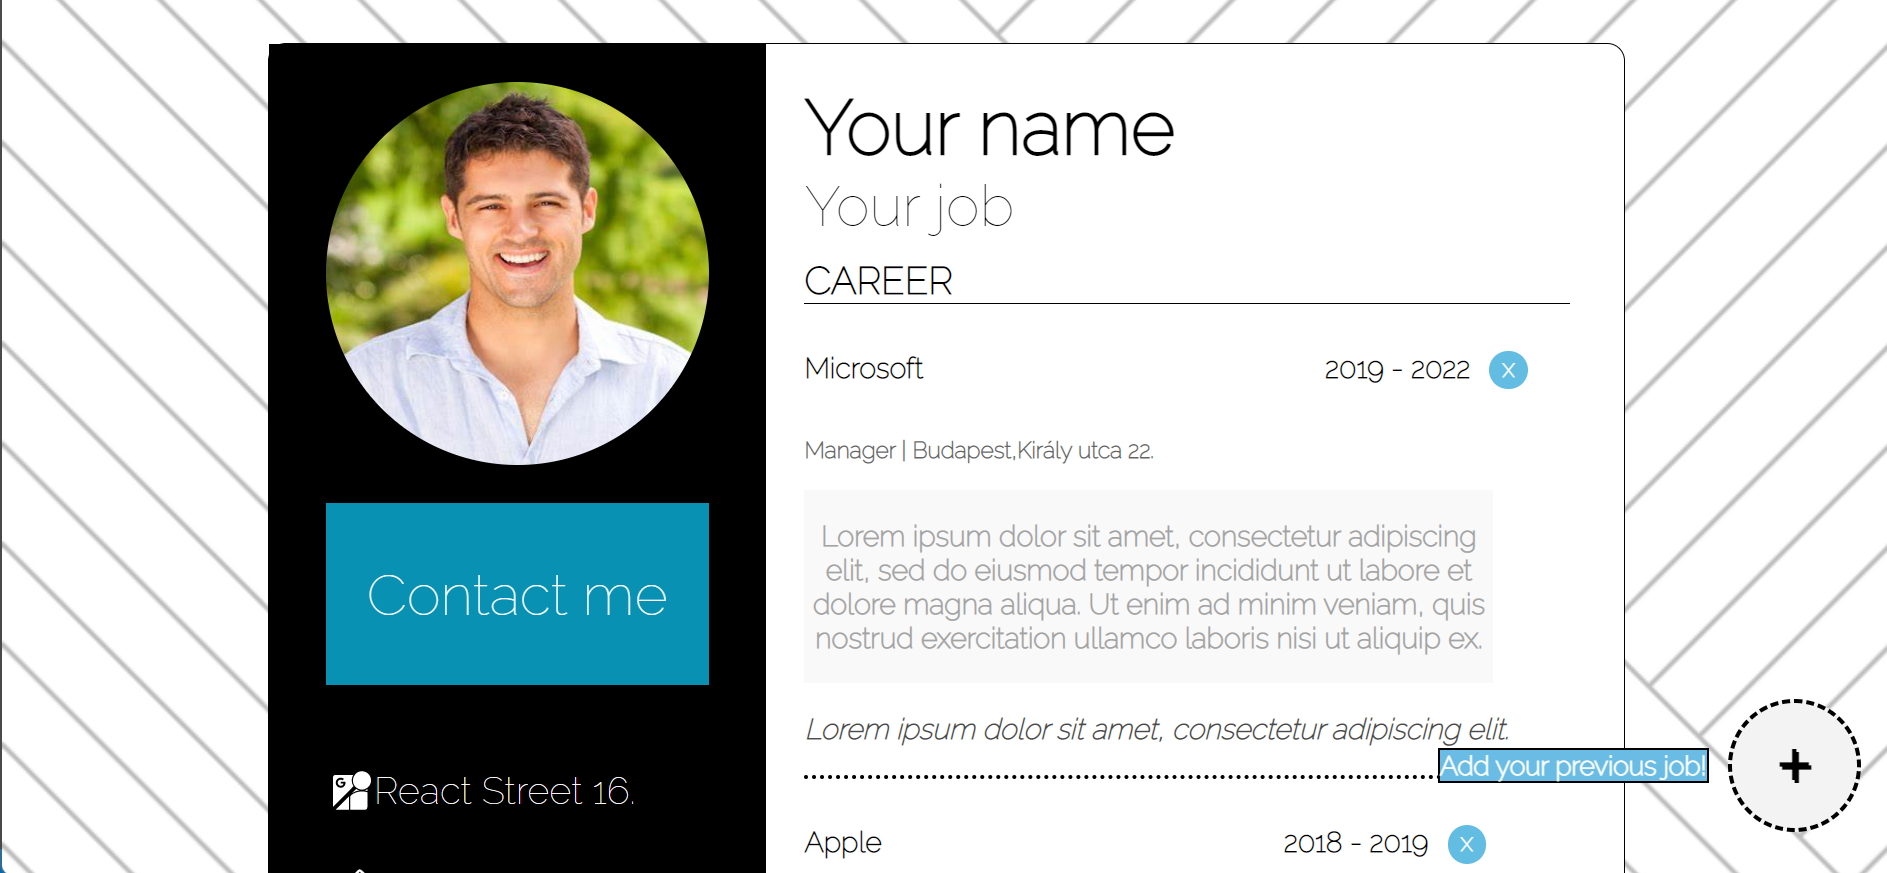 Your name
Your job
CAREER
Microsoft 2019 - 2022 X
Manager | Budapest,Király utca 22.
Lorem ipsum dolor sit amet, consectetur adipiscing
elit, sed do eiusmod tempor incididunt ut labore et
dolore magna aliqua. Ut enim ad minim veniam, quis
nostrud exercitation ullamco laboris nisi ut aliquip ex.
Contact me
Lorem ipsum dolor sit amet, consectetur adipiscing elit.
Add your previous job!
+
G
React Street 16.
Apple 2018 - 2019 X